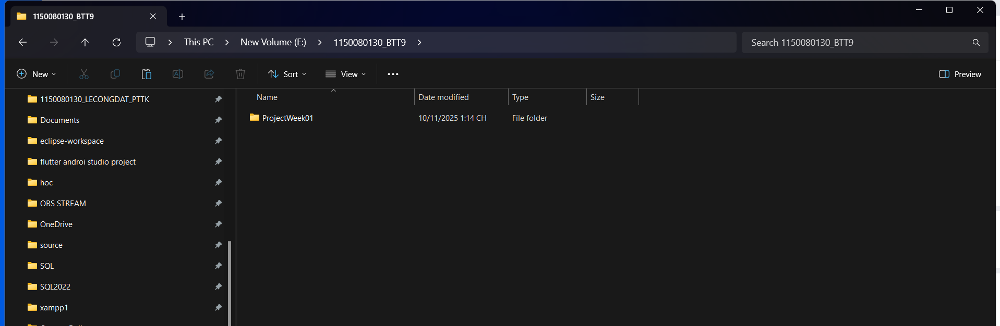 1150080130_BTT9
This PC
New Volume (E:)
1150080130_BTT9
Search 1150080130_BTT9
New
Sort
View
Preview
1150080130_LECONGDAT_PTTK
Documents
eclipse-workspace
flutter androi studio project
hoc
OBS STREAM
OneDrive
source
SQL
SQL2022
xampp1
Name
Date modified
Type
Size
ProjectWeek01
10/11/2025 1:14 CH
File folder